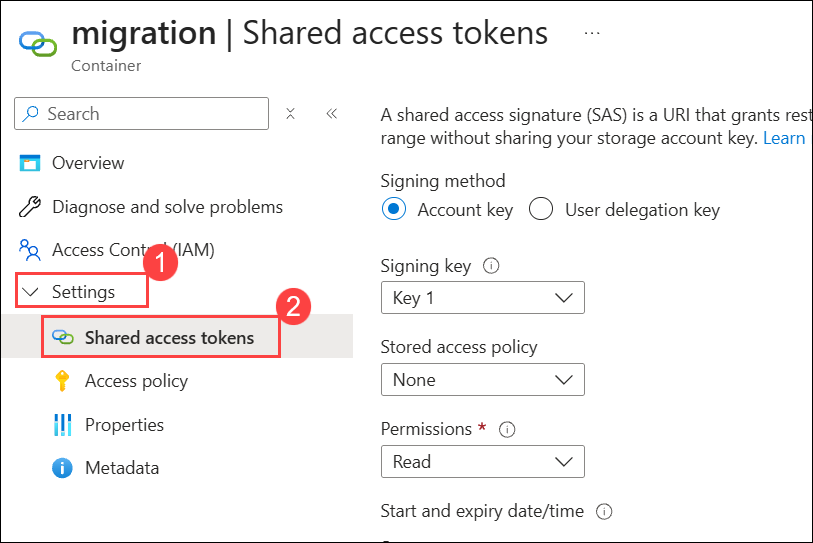 migration | Shared access tokens ...
Container
Search
Overview
Diagnose and solve problems
Access Control (IAM)
1
Settings
2
Shared access tokens
Access policy
Properties
Metadata
A shared access signature (SAS) is a URI that grants rest
range without sharing your storage account key. Learn
Signing method
Account key
User delegation key
Signing key
Key 1
Stored access policy
None
Permissions *
Read
Start and expiry date/time